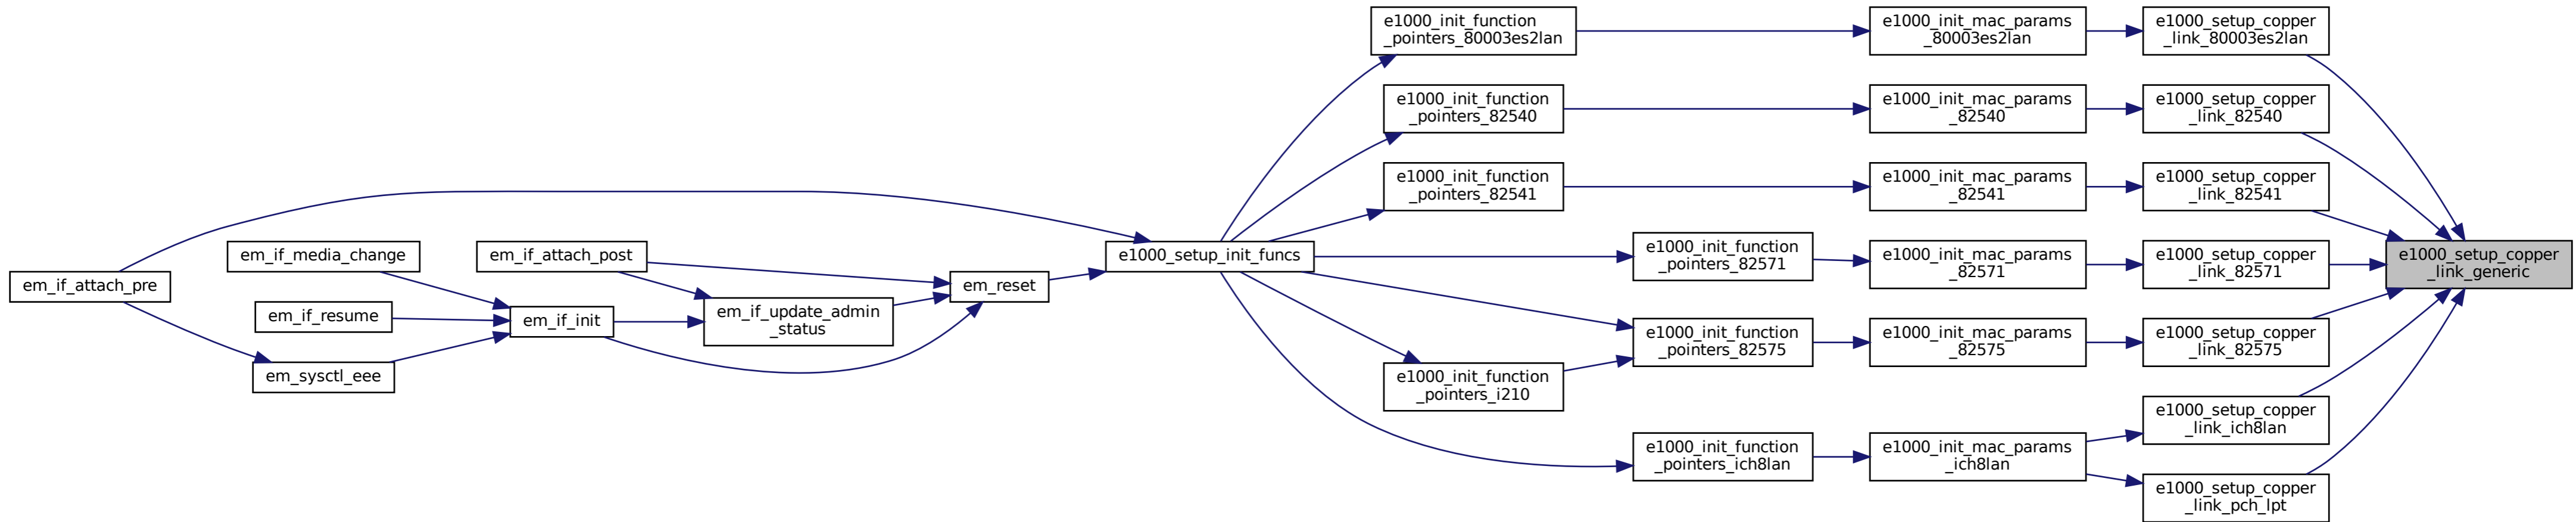 em_if_attach_pre
em_if_media_change
em_if_resume
em_sysctl_eee
em_if_attach_post
em_if_init
em_if_update_admin
_status
em_reset
e1000_setup_init_funcs
e1000_init_function
_pointers_80003es2lan
e1000_init_function
_pointers_82540
e1000_init_function
_pointers_82541
e1000_init_function
_pointers_82571
e1000_init_function
_pointers_82575
e1000_init_function
_pointers_i210
e1000_init_function
_pointers_ich8lan
e1000_init_mac_params
_80003es2lan
e1000_init_mac_params
_82540
e1000_init_mac_params
_82541
e1000_init_mac_params
_82571
e1000_init_mac_params
_82575
e1000_init_mac_params
_ich8lan
e1000_setup_copper
_link_80003es2lan
e1000_setup_copper
_link_82540
e1000_setup_copper
_link_82541
e1000_setup_copper
_link_82571
e1000_setup_copper
_link_82575
e1000_setup_copper
_link_ich8lan
e1000_setup_copper
_link_pch_lpt
e1000_setup_copper
_link_generic